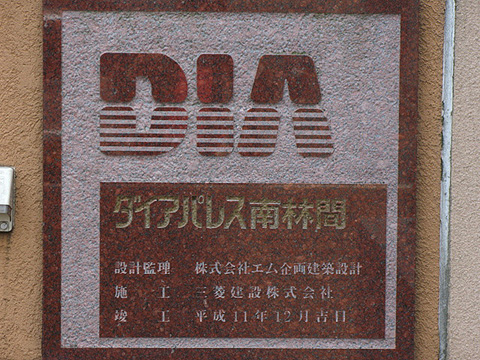 DIA
ダイアパレス南林間
設計監理 株式会社エム企画建築設計
施工 三菱建設株式会社
竣工 平成11年12月吉日